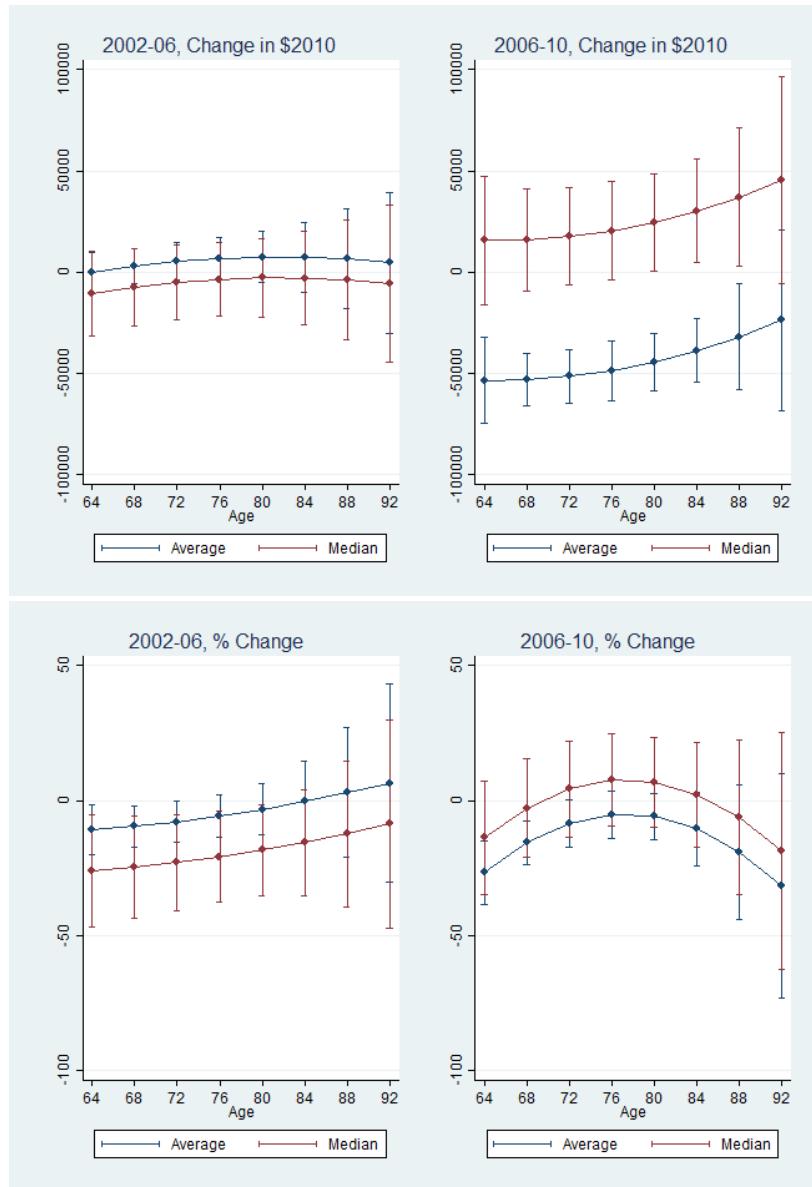 2002-06, Change in $2010
100000
50000
0
-50000
-100000
64 68 72 76 80 84 88 92
Age
Average Median
2006-10, Change in $2010
100000
50000
0
-50000
-100000
64 68 72 76 80 84 88 92
Age
Average Median
2002-06, % Change
50
0
-50
-100
64 68 72 76 80 84 88 92
Age
Average Median
2006-10, % Change
50
0
-50
-100
64 68 72 76 80 84 88 92
Age
Average Median